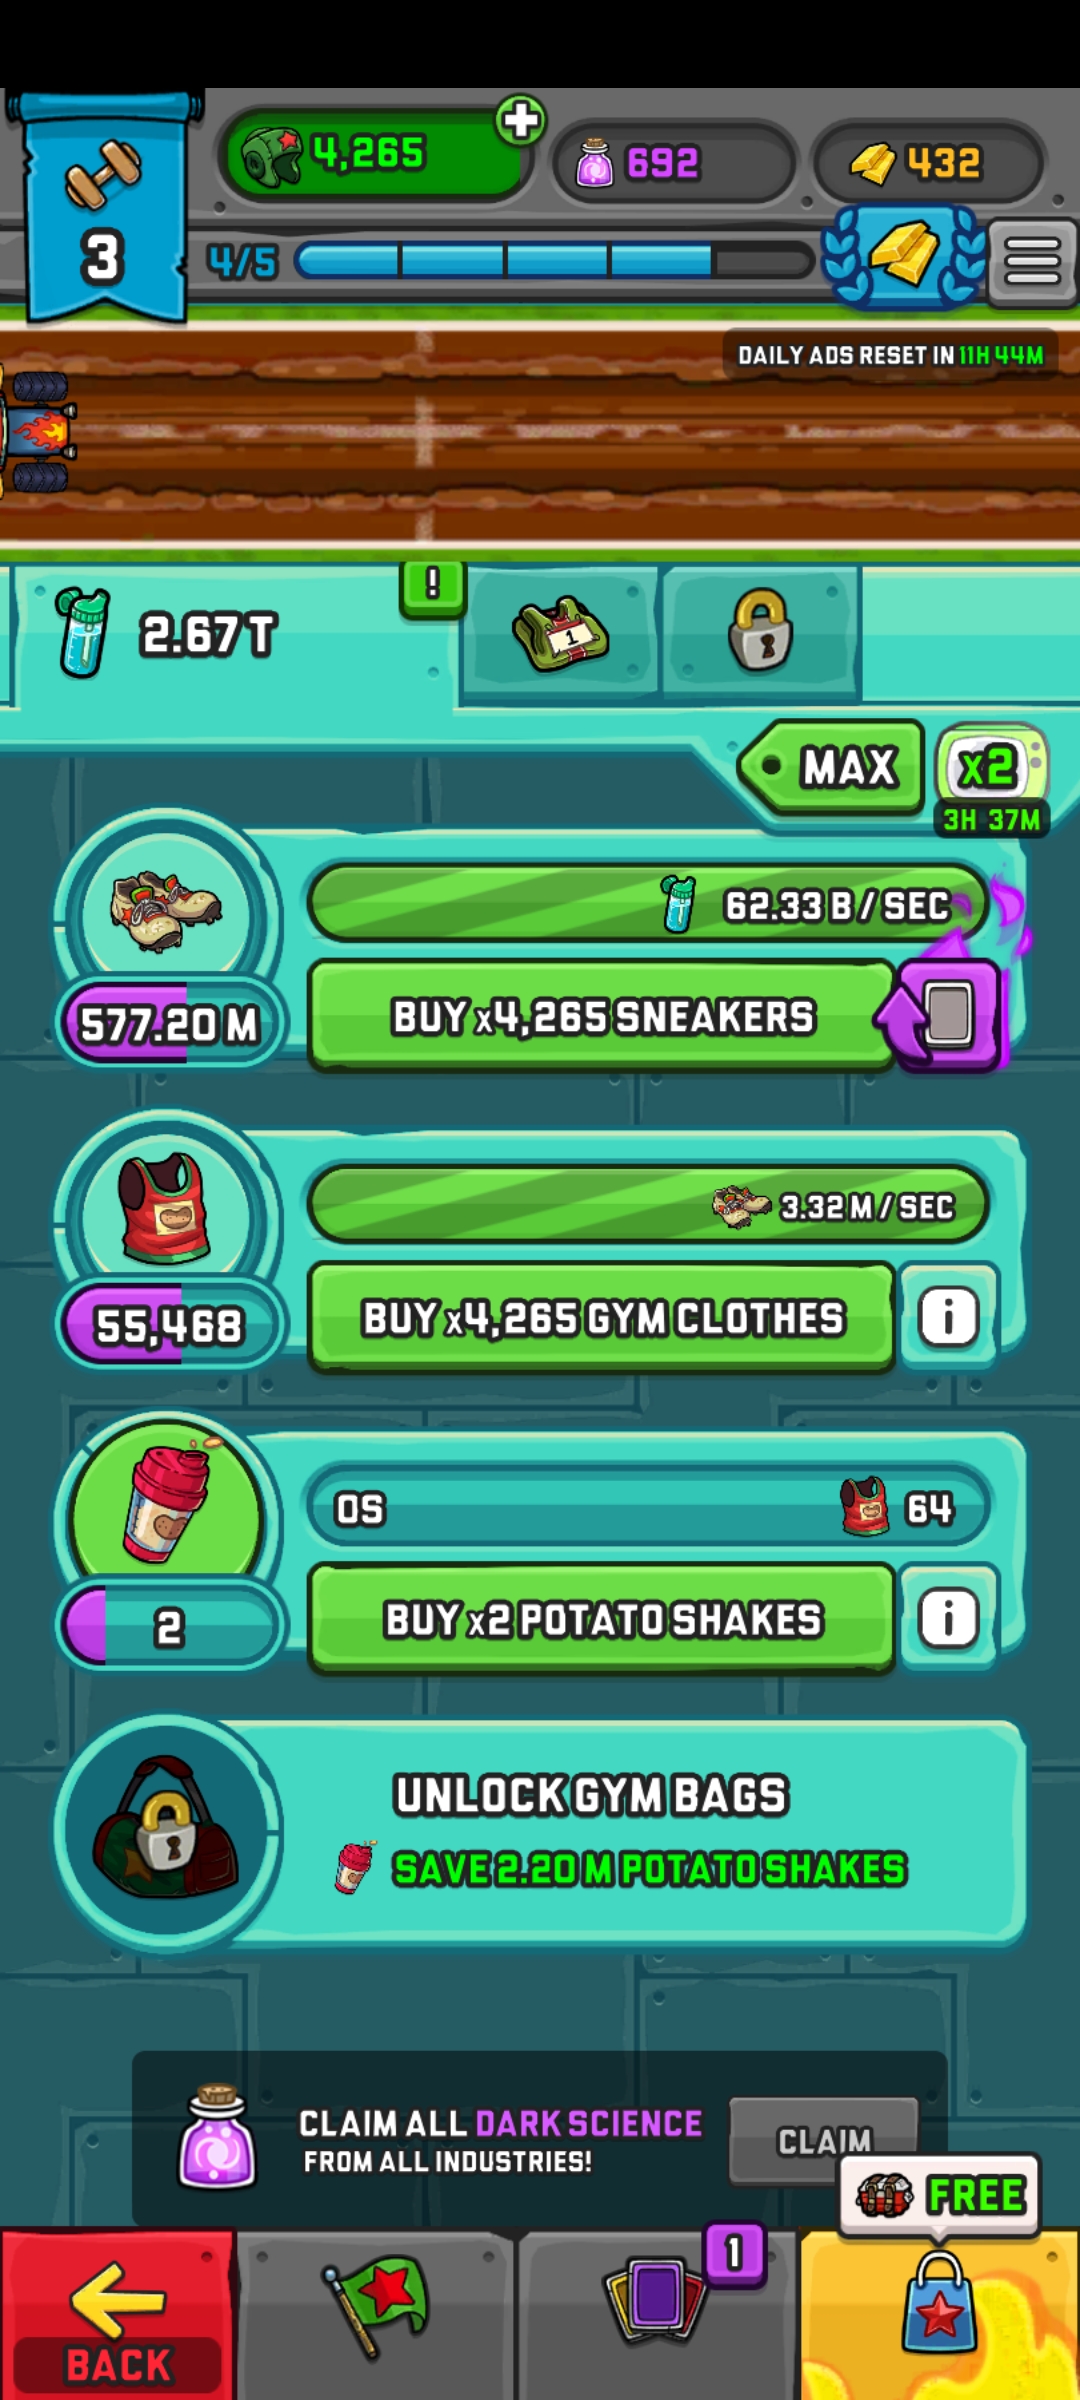 4,265
692
432
3
4/5
DAILY ADS RESET IN 11H 44M
2.67 T
!
1
MAX
x2
3H 37M
62.33 B / SEC
577.20 M
BUY x4,265 SNEAKERS
3.32 M / SEC
55,468
BUY x4,265 GYM CLOTHES
i
0S
64
2
BUY x2 POTATO SHAKES
i
UNLOCK GYM BAGS
SAVE 2.20 M POTATO SHAKES
CLAIM ALL DARK SCIENCE
FROM ALL INDUSTRIES!
CLAIM
FREE
1
BACK